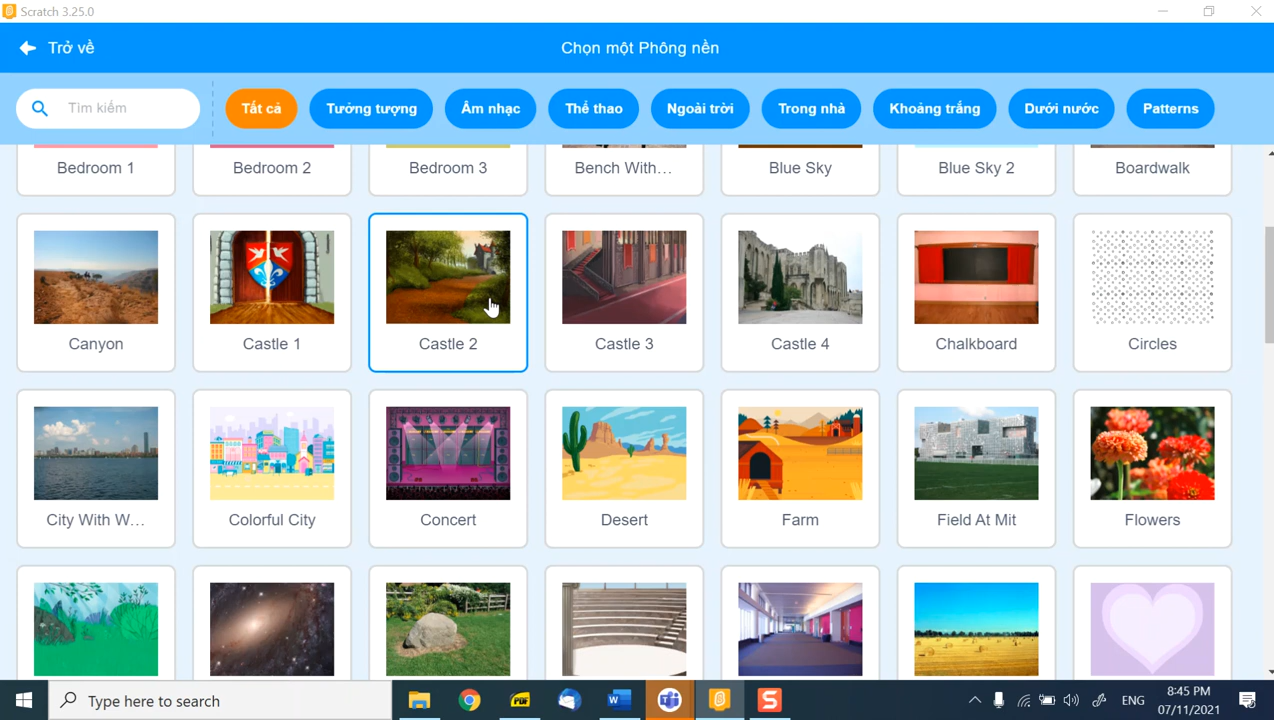 Scratch 3.25.0
Trở về
Chọn một Phông nền
Tìm kiếm
Tất cả
Tưởng tượng
Âm nhạc
Thể thao
Ngoài trời
Trong nhà
Khoảng trắng
Dưới nước
Patterns
Bedroom 1
Bedroom 2
Bedroom 3
Bench With...
Blue Sky
Blue Sky 2
Boardwalk
Canyon
Castle 1
Castle 2
Castle 3
Castle 4
Chalkboard
Circles
City With W...
Colorful City
Concert
Desert
Farm
Field At Mit
Flowers
Type here to search
PDF
ENG
8:45 PM
07/11/2021